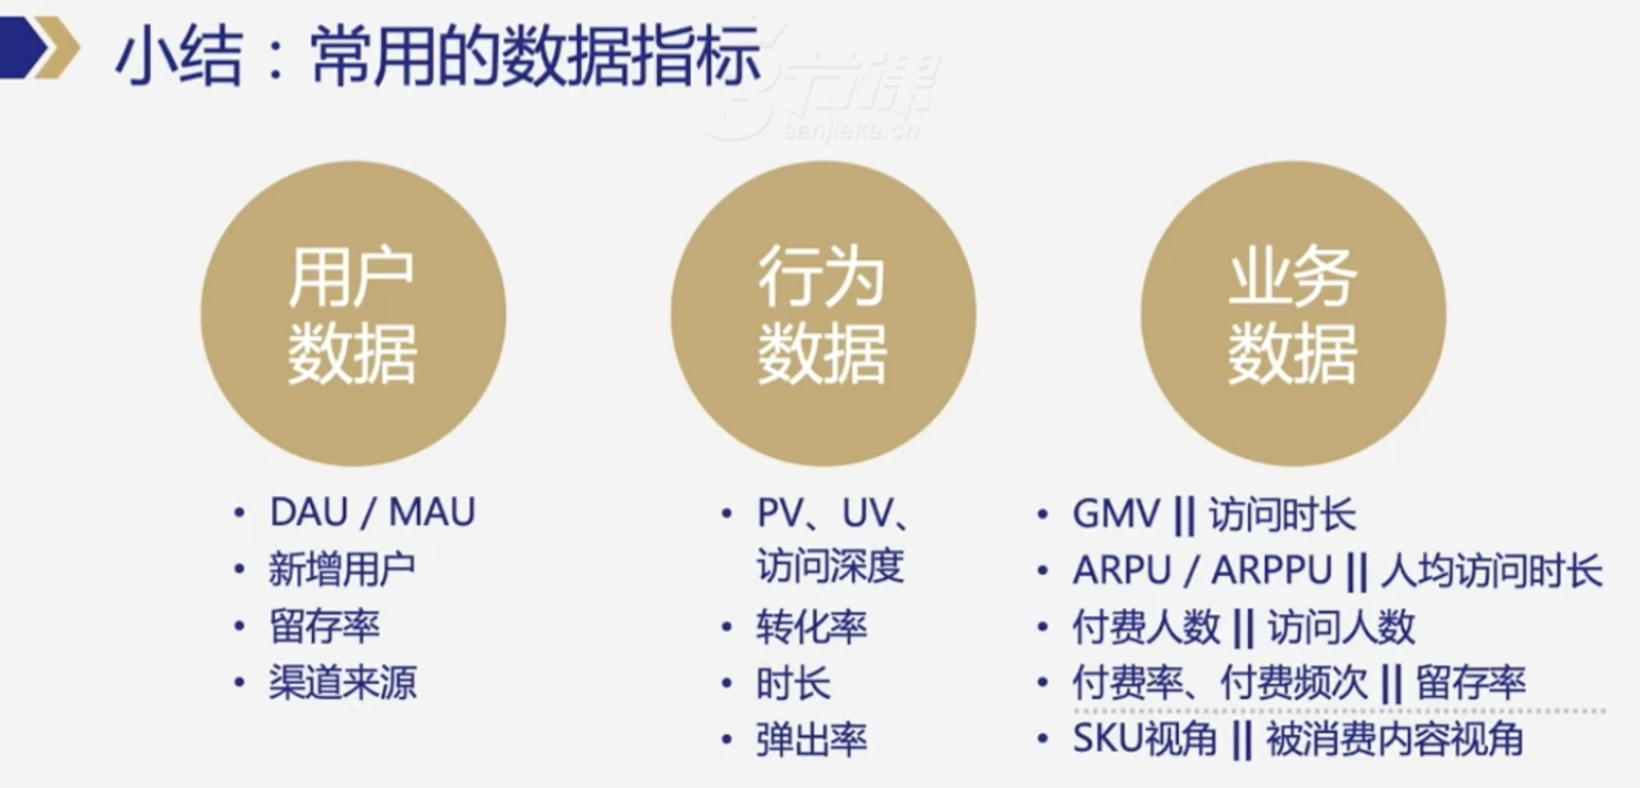 小结：常用的数据指标
3节课
sanjieke.cn
用户
数据
• DAU / MAU
• 新增用户
• 留存率
• 渠道来源
行为
数据
• PV、UV、
访问深度
• 转化率
• 时长
• 弹出率
业务
数据
• GMV || 访问时长
• ARPU / ARPPU || 人均访问时长
• 付费人数 || 访问人数
• 付费率、付费频次 || 留存率
• SKU视角 || 被消费内容视角